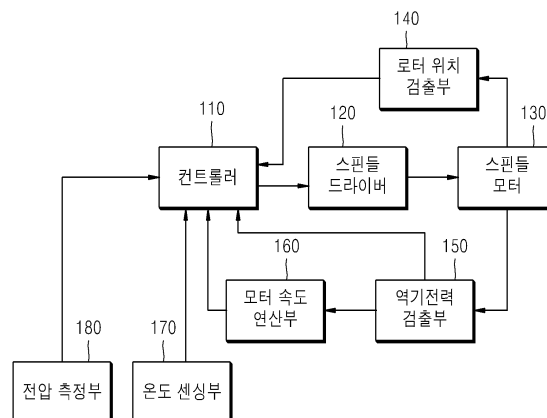 140
로터 위치
검출부
110
컨트롤러
120
스핀들
드라이버
130
스핀들
모터
160
모터 속도
연산부
150
역기전력
검출부
180
전압 측정부
170
온도 센싱부